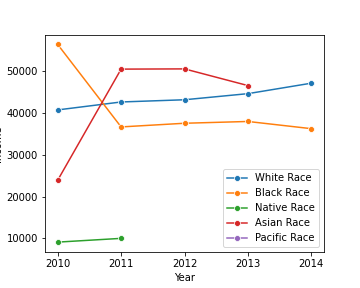 50000
40000
30000
20000
10000
2010 2011 2012 2013 2014
Year
White Race
Black Race
Native Race
Asian Race
Pacific Race